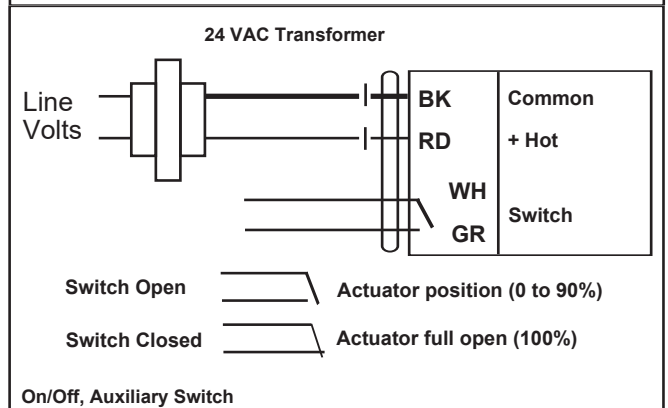 24 VAC Transformer
Line
Volts
BK Common
RD + Hot
WH
Switch
GR
Switch Open Actuator position (0 to 90%)
Switch Closed Actuator full open (100%)
On/Off, Auxiliary Switch